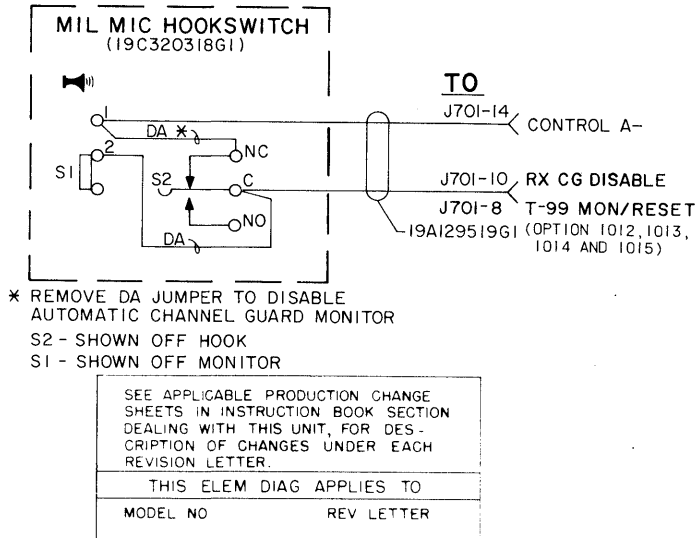 MIL MIC HOOKSWITCH
(19C320318G1)
TO
1
J701-14
CONTROL A-
DA *
2
NC
S1
S2
C
J701-10
RX CG DISABLE
J701-8
T-99 MON/RESET
NO
19A129519G1
(OPTION 1012, 1013,
1014 AND 1015)
DA
* REMOVE DA JUMPER TO DISABLE
AUTOMATIC CHANNEL GUARD MONITOR
S2 - SHOWN OFF HOOK
S1 - SHOWN OFF MONITOR
SEE APPLICABLE PRODUCTION CHANGE
SHEETS IN INSTRUCTION BOOK SECTION
DEALING WITH THIS UNIT, FOR DES-
CRIPTION OF CHANGES UNDER EACH
REVISION LETTER.
THIS ELEM DIAG APPLIES TO
MODEL NO REV LETTER